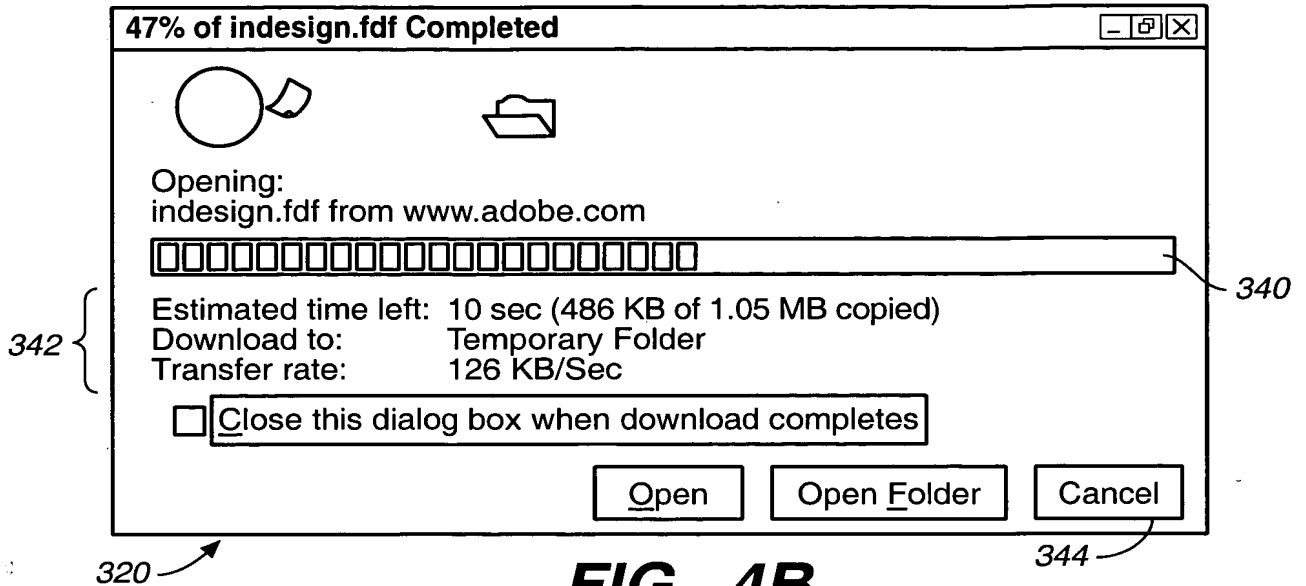 47% of indesign.fdf Completed
Opening:
indesign.fdf from www.adobe.com
340
342
Estimated time left: 10 sec (486 KB of 1.05 MB copied)
Download to: Temporary Folder
Transfer rate: 126 KB/Sec
Close this dialog box when download completes
Open
Open Folder
Cancel
320
344
FIG._4B